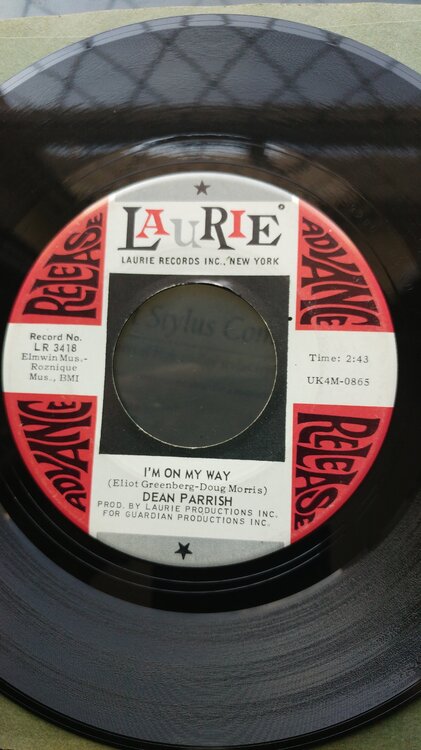 LAURIE
LAURIE RECORDS INC., NEW YORK
ADVANCE
RELEASE
ADVANCE
RELEASE
Record No.
LR 3418
Elmwin Mus.-
Roznique
Mus., BMI
Time: 2:43
UK4M-0865
Stylus Con
I'M ON MY WAY
(Eliot Greenberg-Doug Morris)
DEAN PARRISH
PROD. BY LAURIE PRODUCTIONS INC.
FOR GUARDIAN PRODUCTIONS INC.